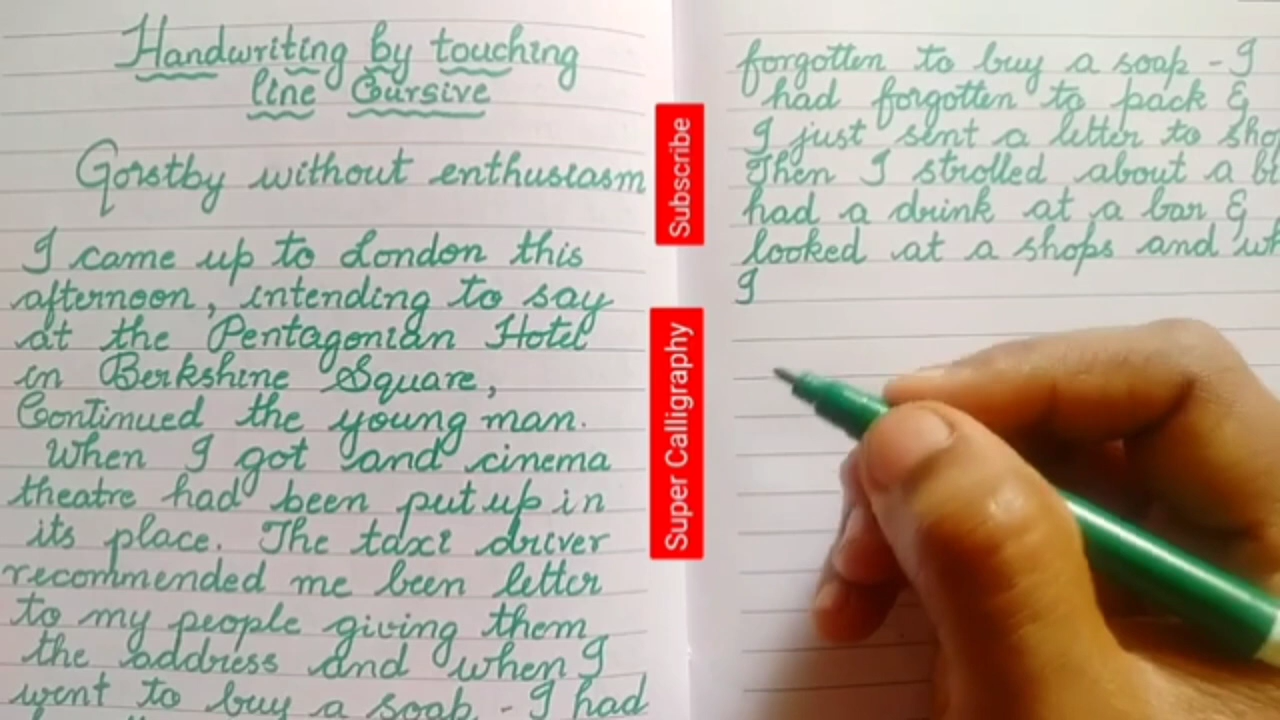 Handwriting by touching
line Cursive
Gorstby without enthusiasm
I came up to London this
afternoon, intending to say
at the Pentagonian Hotel
in Berkshine Square,
Continued the young man.
When I got and cinema
theatre had been put up in
its place. The taxi driver
recommended me been letter
to my people giving them
the address and when I
went to buy a soap - I had
Subscribe
Super Calligraphy
forgotten to buy a soap - I
had forgotten to pack &
I just sent a letter to
Then I strolled about a
had a drink at a bar &
looked at a shops and
I